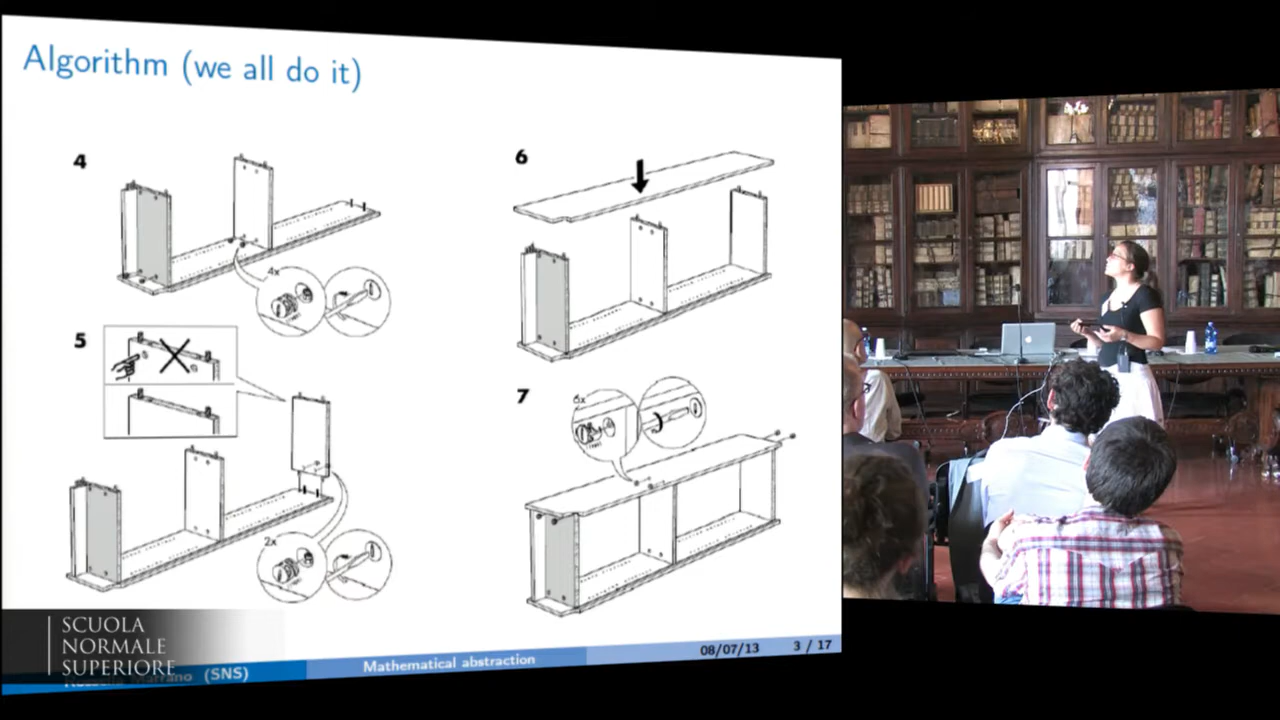 Algorithm (we all do it)
4
4x
5
2x
6
7
6x
SCUOLA
NORMALE
SUPERIORE
(SNS)
Mathematical abstraction
08/07/13
3 / 17